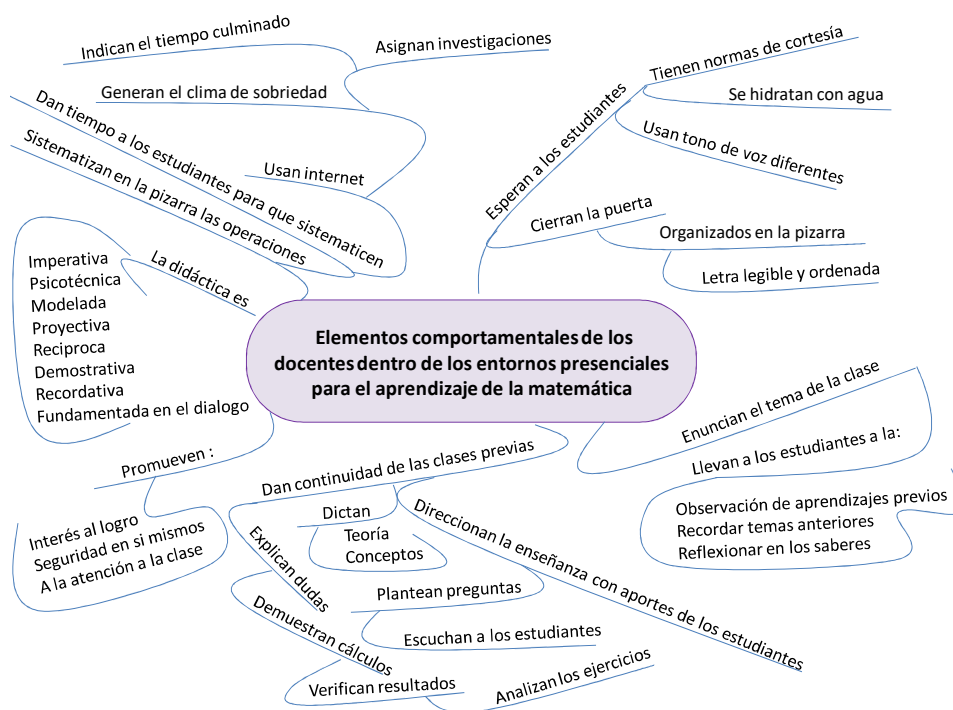 Indican el tiempo culminado
Asignan investigaciones
Generan el clima de sobriedad
Usan internet
Dan tiempo a los estudiantes para que sistematicen
Sistematizan en la pizarra las operaciones
La didáctica es
Imperativa
Psicotécnica
Modelada
Proyectiva
Reciproca
Demostrativa
Recordativa
Fundamentada en el dialogo
Esperan a los estudiantes
Tienen normas de cortesía
Se hidratan con agua
Usan tono de voz diferentes
Cierran la puerta
Organizados en la pizarra
Letra legible y ordenada
Elementos comportamentales de los
docentes dentro de los entornos presenciales
para el aprendizaje de la matemática
Promueven :
Interés al logro
Seguridad en si mismos
A la atención a la clase
Dan continuidad de las clases previas
Explican dudas
Dictan
Teoría
Conceptos
Direccionan la enseñanza con aportes de los estudiantes
Plantean preguntas
Escuchan a los estudiantes
Demuestran cálculos
Verifican resultados
Analizan los ejercicios
Enuncian el tema de la clase
Llevan a los estudiantes a la:
Observación de aprendizajes previos
Recordar temas anteriores
Reflexionar en los saberes